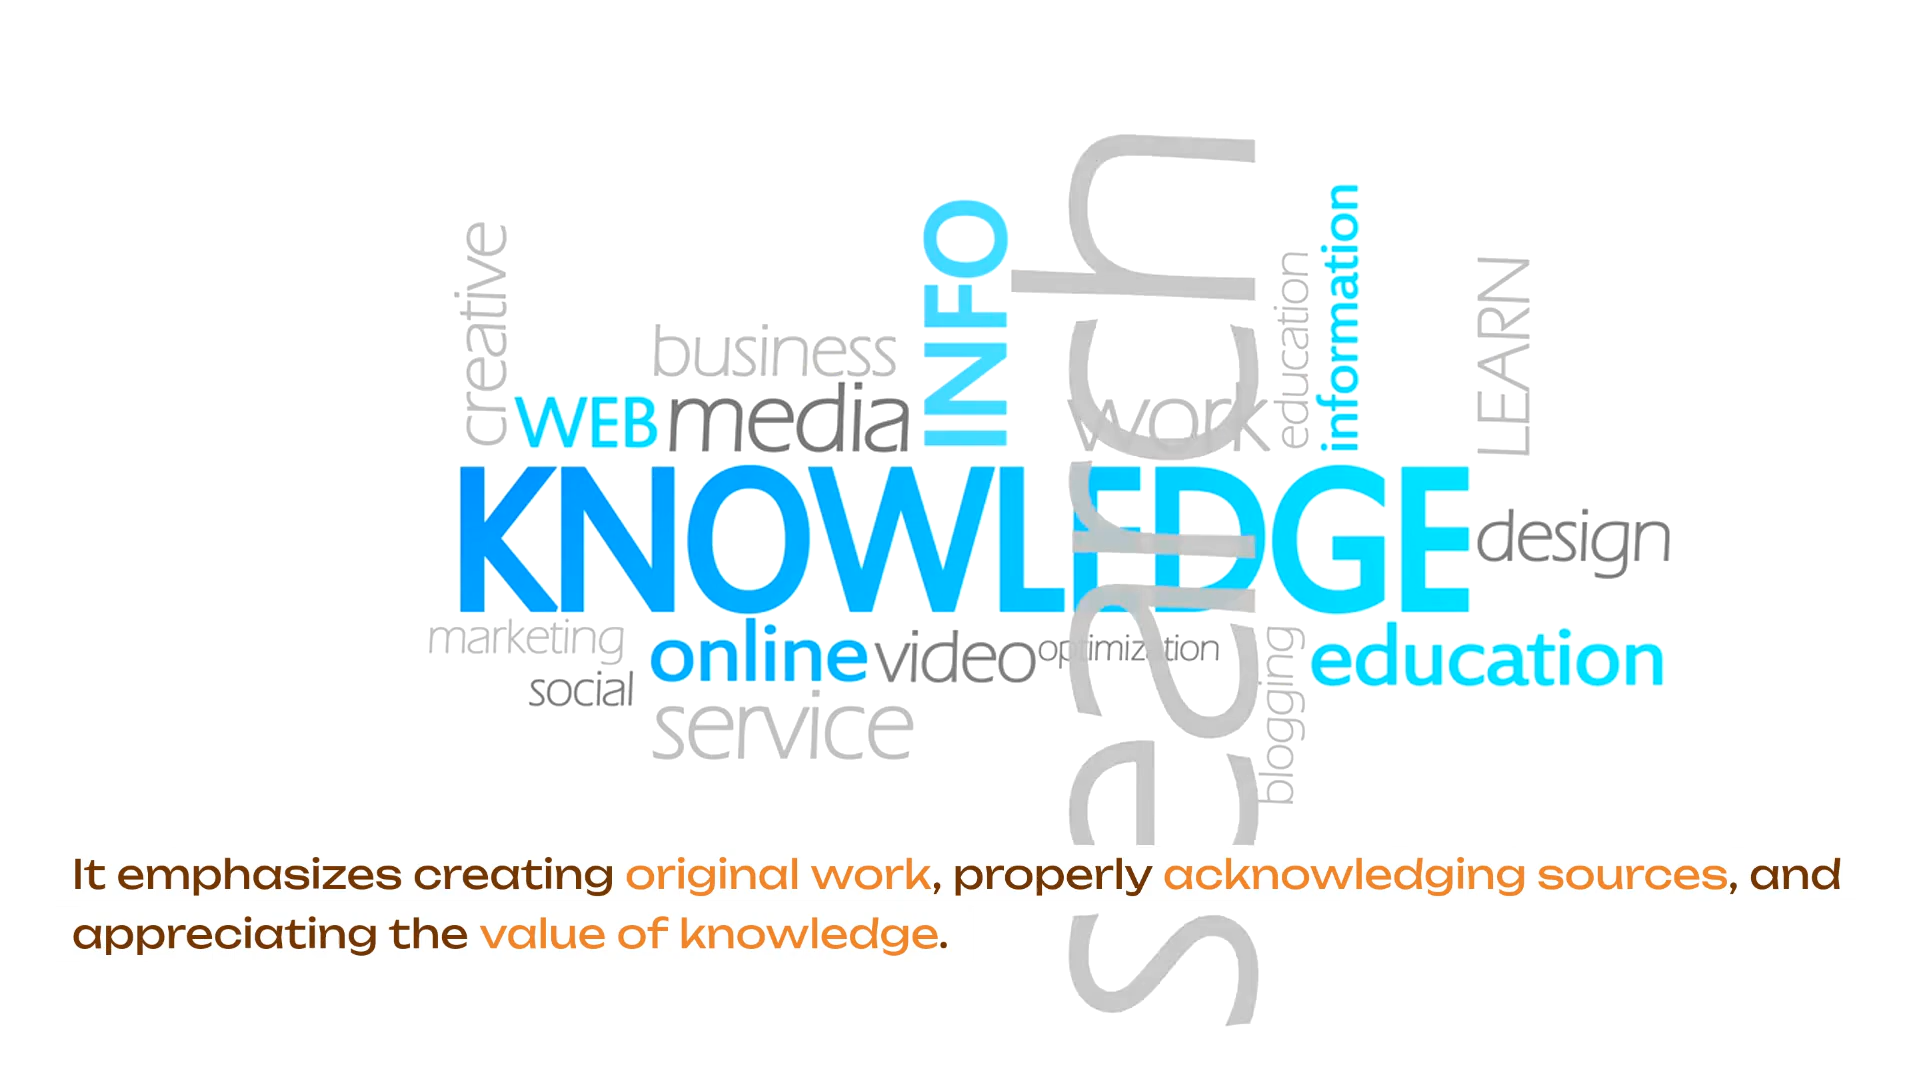 creative
business
INFO
search
education
information
LEARN
WEB
media
work
KNOWLEDGE
design
marketing
online
video
optimization
education
social
service
blogging
It emphasizes creating original work, properly acknowledging sources, and
appreciating the value of knowledge.